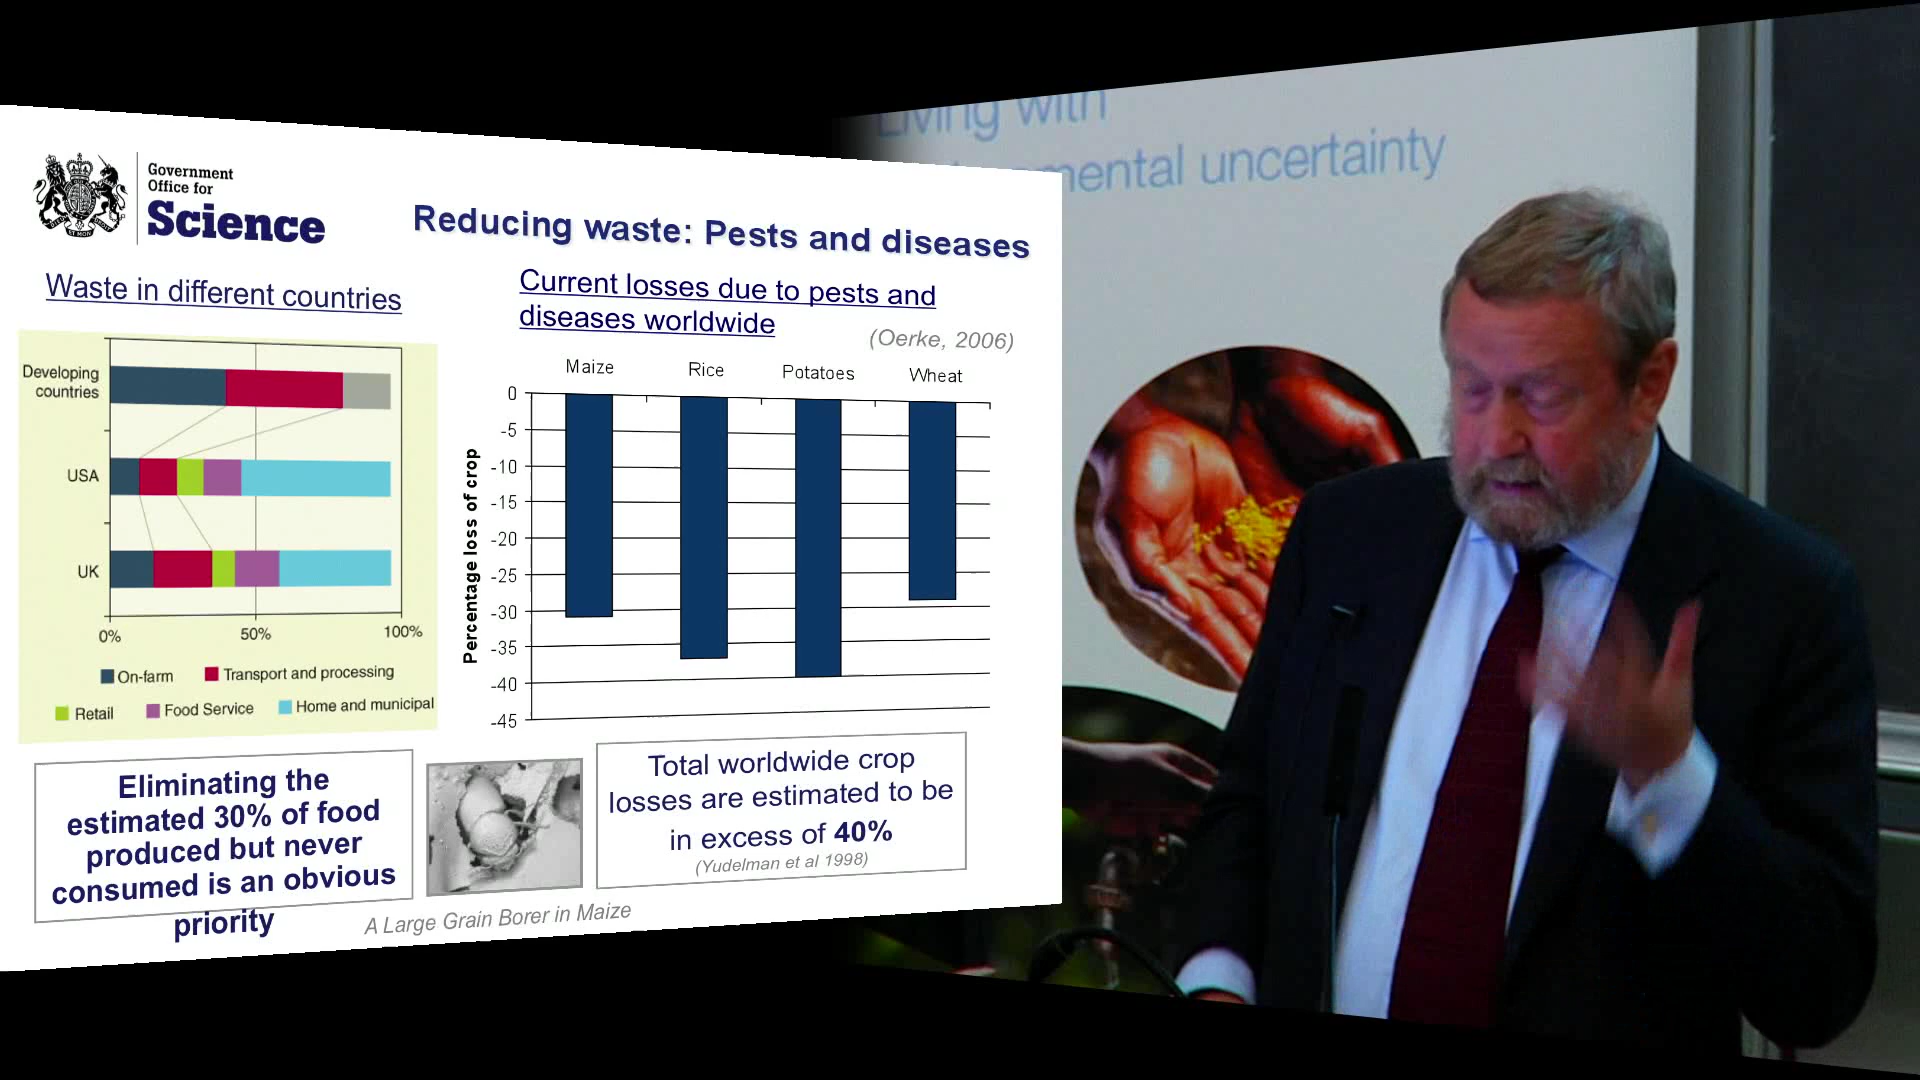 Living with
mental uncertainty
Government
Office for
Science
Reducing waste: Pests and diseases
Waste in different countries
Developing
countries
USA
UK
0%
50%
100%
On-farm
Transport and processing
Retail
Food Service
Home and municipal
Current losses due to pests and
diseases worldwide
(Oerke, 2006)
Maize
Rice
Potatoes
Wheat
Percentage loss of crop
0
-5
-10
-15
-20
-25
-30
-35
-40
-45
Eliminating the
estimated 30% of food
produced but never
consumed is an obvious
priority
A Large Grain Borer in Maize
Total worldwide crop
losses are estimated to be
in excess of 40%
(Yudelman et al 1998)